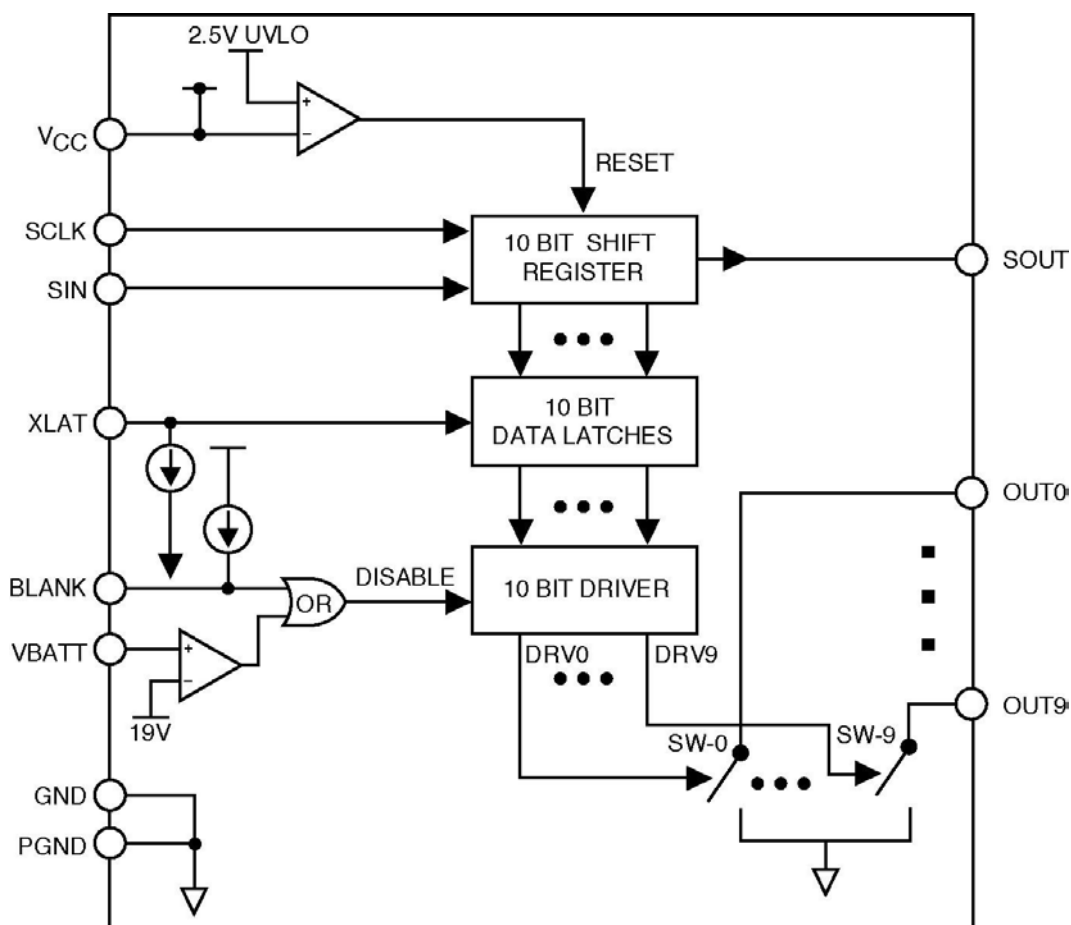 2.5V UVLO
+
−
VCC
RESET
SCLK
10 BIT SHIFT
REGISTER
SOUT
SIN
XLAT
10 BIT
DATA LATCHES
OUT0
BLANK
OR
DISABLE
10 BIT DRIVER
VBATT
+
−
19V
DRV0
DRV9
OUT9
SW-0
SW-9
GND
PGND